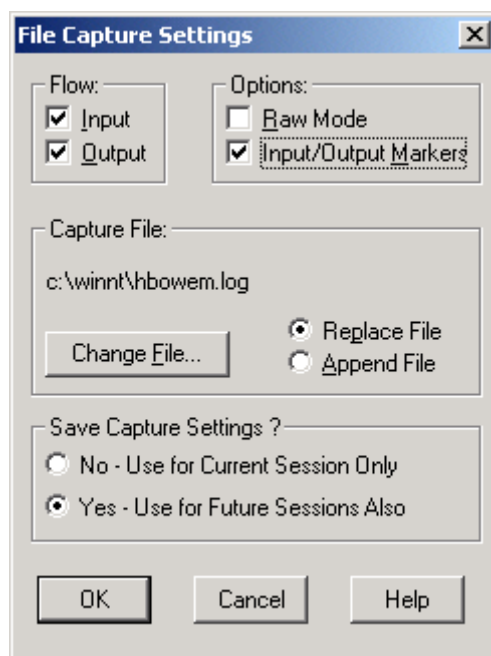 File Capture Settings
Flow:
Input
Output
Options:
Raw Mode
Input/Output Markers
Capture File:
c:\winnt\hbowem.log
Change File...
Replace File
Append File
Save Capture Settings ?
No - Use for Current Session Only
Yes - Use for Future Sessions Also
OK
Cancel
Help